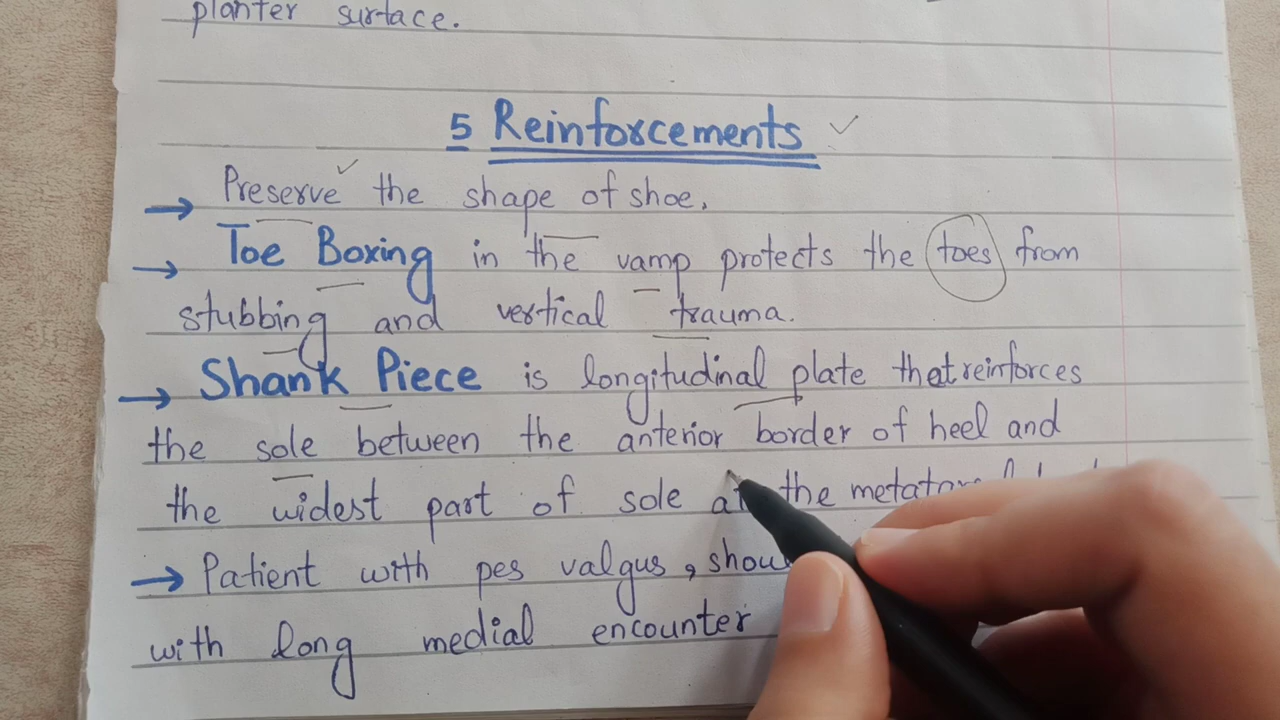 planter surface.
5 Reinforcements
→ Preserve the shape of shoe.
→ Toe Boxing in the vamp protects the toes from
stubbing and vertical trauma.
→ Shank Piece is longitudinal plate that reinforces
the sole between the anterior border of heel and
the widest part of sole at the
→ Patient with pes valgus,
with long medial encounter